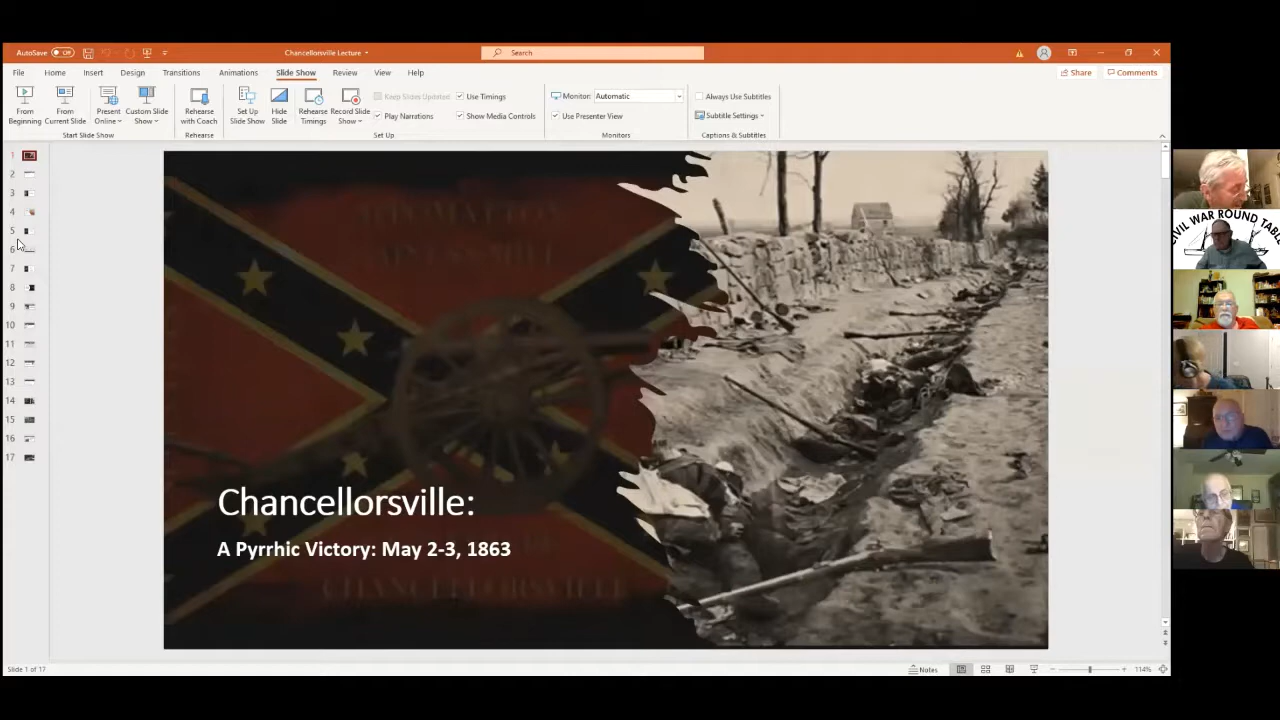 AutoSave Off
Chancellorsville Lecture
Search
File Home Insert Design Transitions Animations Slide Show Review View Help
Share Comments
From Beginning
From Current Slide
Present Online
Custom Slide Show
Start Slide Show
Rehearse with Coach
Rehearse
Set Up Slide Show
Hide Slide
Rehearse Timings
Record Slide Show
Keep Slides Updated
Play Narrations
Use Timings
Show Media Controls
Set Up
Monitor: Automatic
Use Presenter View
Monitors
Always Use Subtitles
Subtitle Settings
Captions & Subtitles
1
2
3
4
5
6
7
8
9
10
11
12
13
14
15
16
17
CHANCELLORSVILLE
Chancellorsville:
A Pyrrhic Victory: May 2-3, 1863
CIVIL WAR ROUND TABLE
Slide 1 of 17
Notes
114%